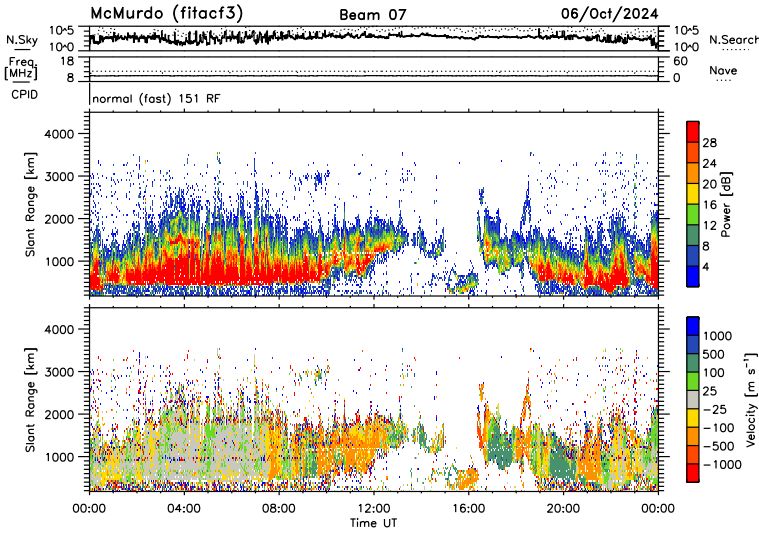 McMurdo (fitacf3) Beam 07 06/Oct/2024
N.Sky 10^5 10^0 10^5 10^0 N.Search
Freq. [MHz] 18 8 60 0 Nave
CPID normal (fast) 151 RF
Slant Range [km] 4000 3000 2000 1000
28 24 20 16 12 8 4 Power [dB]
Slant Range [km] 4000 3000 2000 1000
1000 500 100 25 -25 -100 -500 -1000 Velocity [m s^-1]
00:00 04:00 08:00 12:00 16:00 20:00 00:00
Time UT